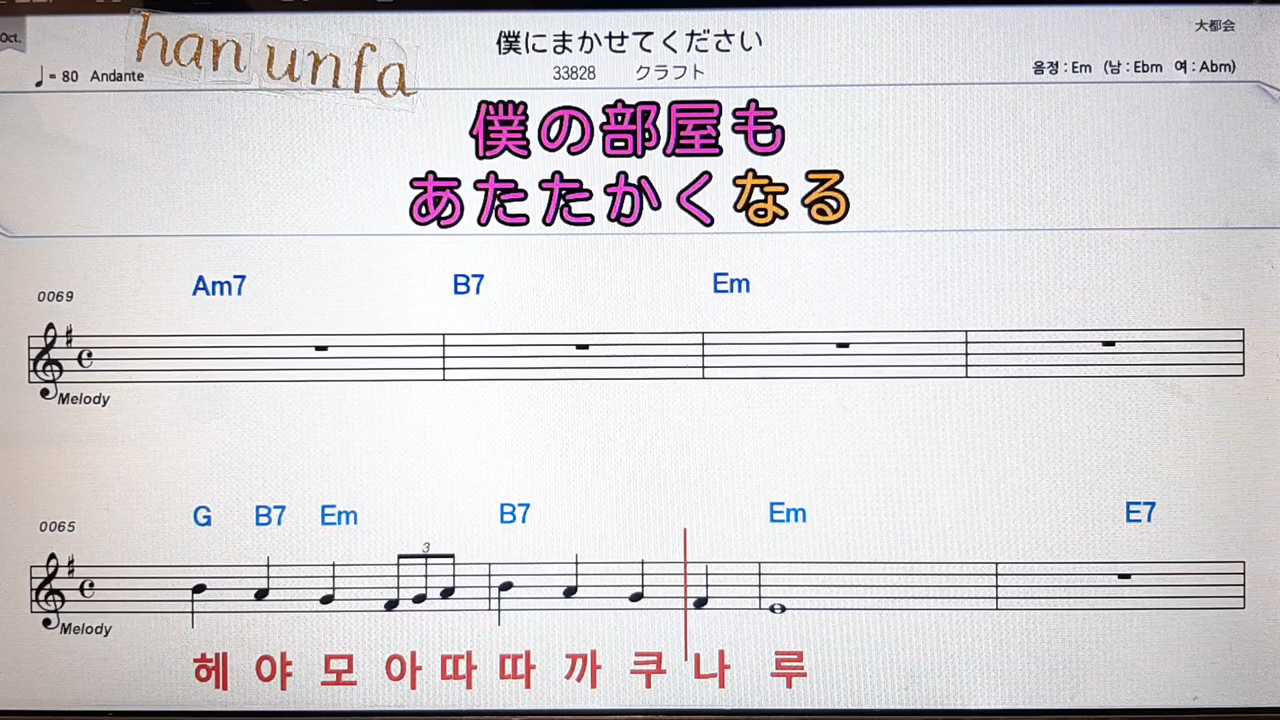 Oct.
han unfa
僕にまかせてください
大都会
♩= 80 Andante
33828 クラフト
음정 : Em (남 : Ebm 여 : Abm)
僕の部屋も
あたたかくなる
Am7 B7 Em
0069
Melody
G B7 Em B7 Em E7
0065
3
Melody
헤 야 모 아 따 따 까 쿠 나 루